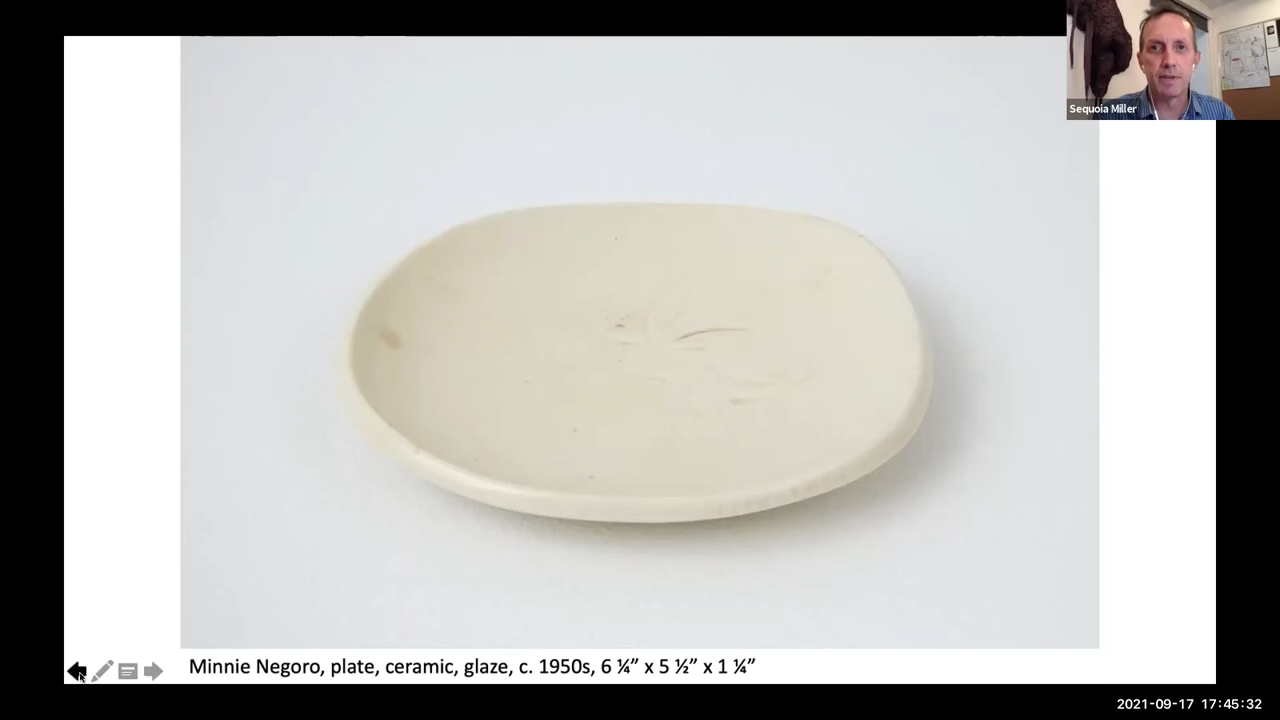 Sequoia Miller
Minnie Negoro, plate, ceramic, glaze, c. 1950s, 6 ¼” x 5 ½” x 1 ¼”
2021-09-17 17:45:32